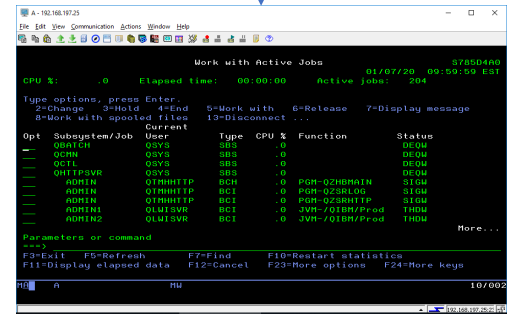 A - 192.168.197.25
File Edit View Communication Actions Window Help
Work with Active Jobs S785D4A0
01/07/20 09:59:59 EST
CPU %: .0 Elapsed time: 00:00:00 Active jobs: 204
Type options, press Enter.
2=Change 3=Hold 4=End 5=Work with 6=Release 7=Display message
8=Work with spooled files 13=Disconnect ...
Current
Opt Subsystem/Job User Type CPU % Function Status
QBATCH QSYS SBS .0 DEQW
QCMN QSYS SBS .0 DEQW
QCTL QSYS SBS .0 DEQW
QHTTPSVR QSYS SBS .0 DEQW
ADMIN QTMHHTTP BCH .0 PGM-QZHBMAIN SIGW
ADMIN QTMHHTTP BCI .0 PGM-QZSRLOG SIGW
ADMIN QTMHHTTP BCI .0 PGM-QZSRHTTP SIGW
ADMIN1 QLWISVR BCI .0 JVM-/QIBM/Prod THDW
ADMIN2 QLWISVR BCI .0 JVM-/QIBM/Prod THDW
More...
Parameters or command
===>
F3=Exit F5=Refresh F7=Find F10=Restart statistics
F11=Display elapsed data F12=Cancel F23=More options F24=More keys
MA A MW 10/002